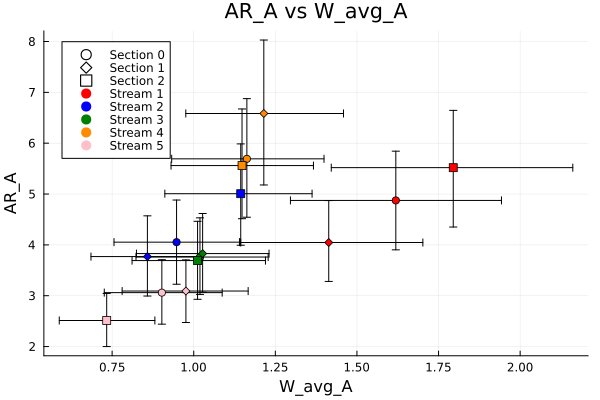 AR_A vs W_avg_A
Section 0
Section 1
Section 2
Stream 1
Stream 2
Stream 3
Stream 4
Stream 5
AR_A
8
7
6
5
4
3
2
0.75
1.00
1.25
1.50
1.75
2.00
W_avg_A